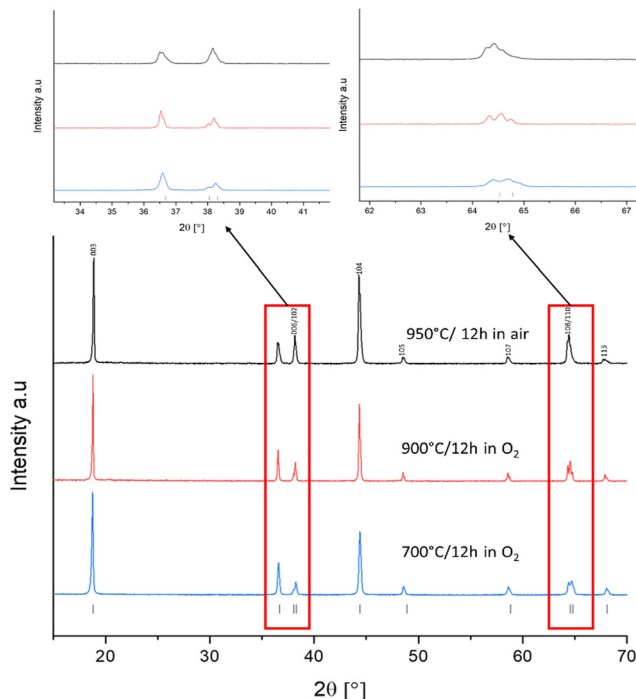 Intensity a.u
34 35 36 37 38 39 40 41
2θ [°]
Intensity a.u
62 63 64 65 66 67
2θ [°]
Intensity a.u
003
006/102
104
105
107
108/110
113
950°C/ 12h in air
900°C/12h in O₂
700°C/12h in O₂
20 30 40 50 60 70
2θ [°]